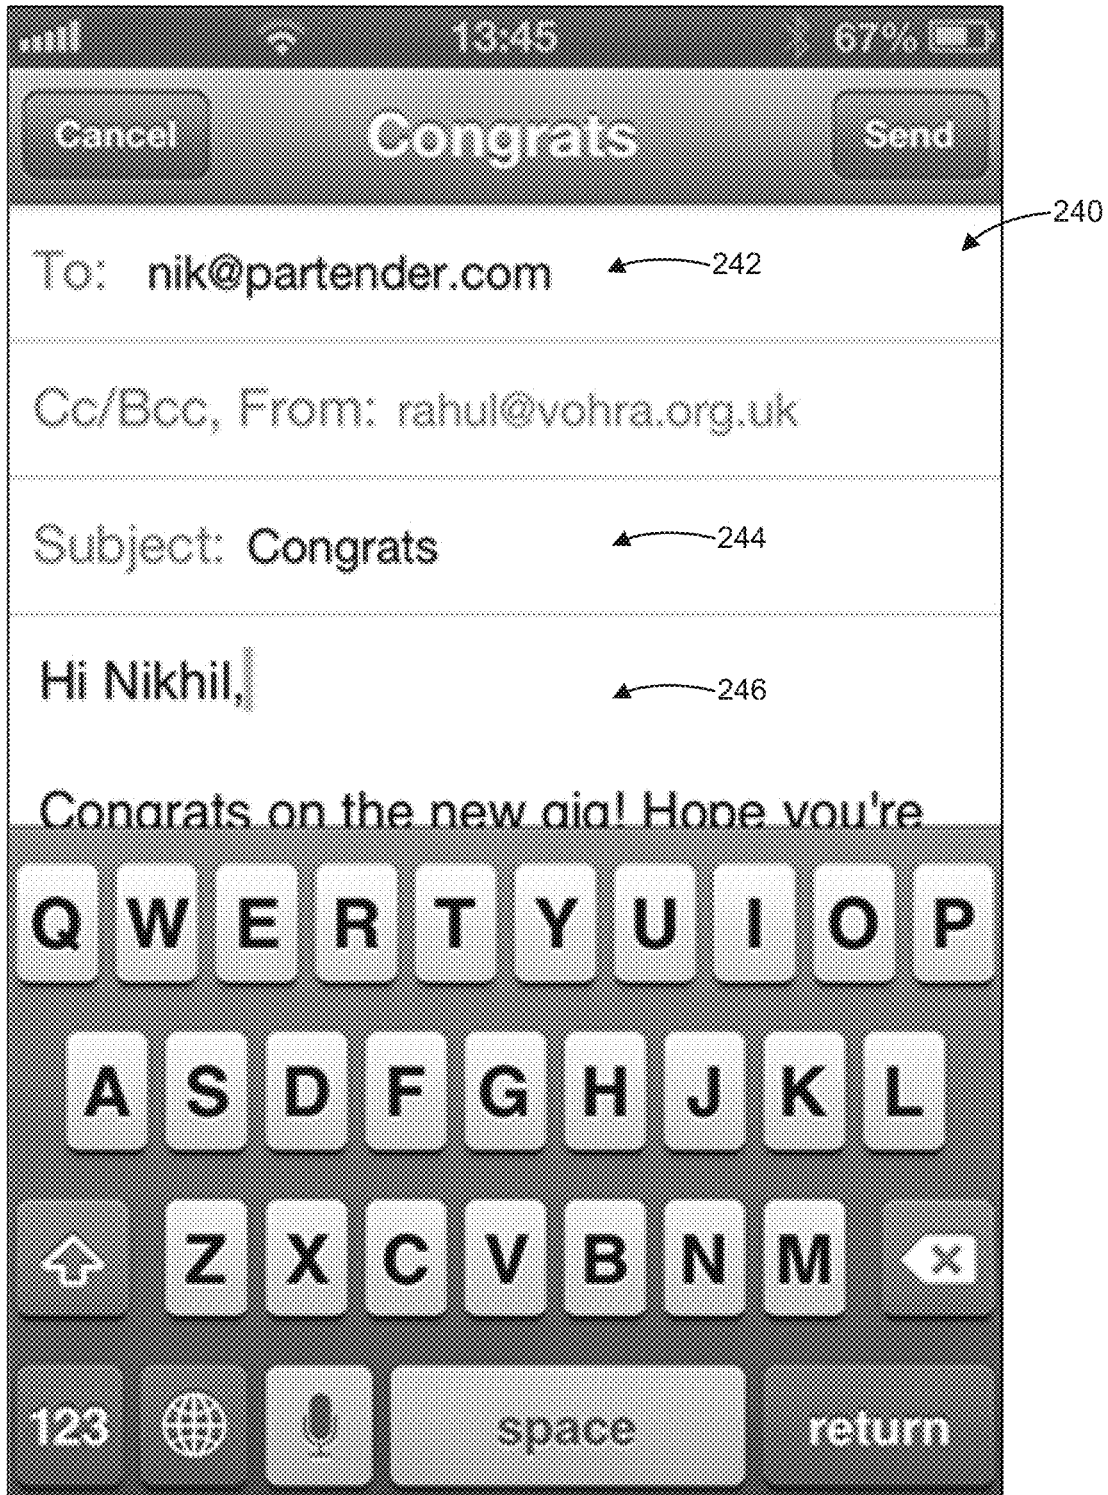 13:45 67%
Cancel Congrats Send
240
To: nik@partender.com 242
Cc/Bcc, From: rahul@vohra.org.uk
Subject: Congrats 244
Hi Nikhil, 246
Congrats on the new gig! Hope you're
Q W E R T Y U I O P
A S D F G H J K L
Z X C V B N M
123 space return